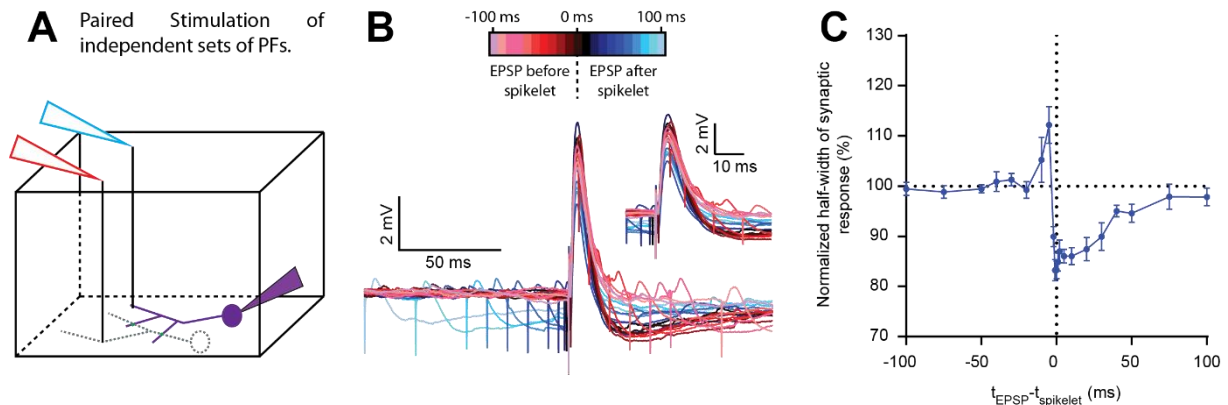 A Paired Stimulation of
independent sets of PFs.
B
-100 ms 0 ms 100 ms
EPSP before EPSP after
spikelet spikelet
2 mV
10 ms
2 mV
50 ms
C
Normalized half-width of synaptic
response (%)
130
120
110
100
90
80
70
-100 -50 0 50 100
tEPSP-tspikelet (ms)